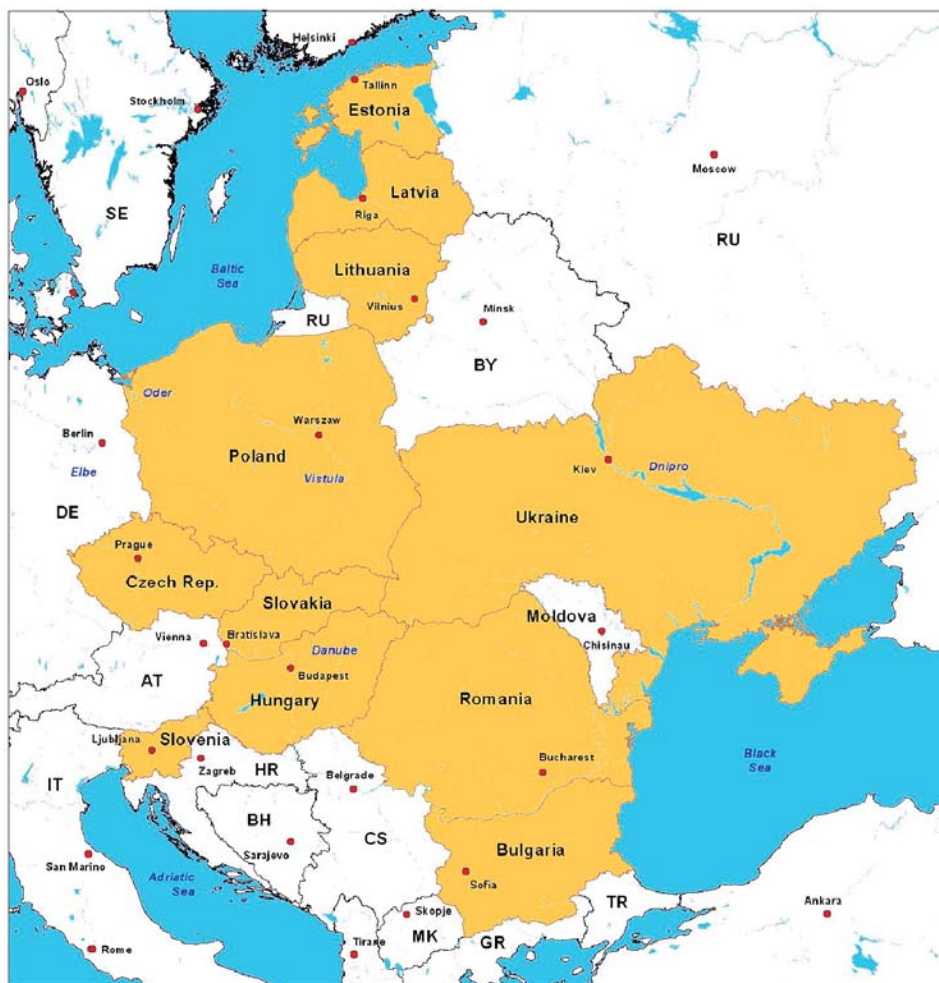 Helsinki
Oslo
Tallinn
Stockholm
Estonia
Moscow
Latvia
Riga
SE
RU
Lithuania
Baltic
Sea
Vilnius
Minsk
RU
BY
Oder
Warszaw
Berlin
Poland
Kiev
Dnipro
Elbe
Vistula
DE
Ukraine
Prague
Czech Rep.
Slovakia
Moldova
Vienna
Bratislava
Danube
Chisinau
Budapest
AT
Hungary
Romania
Ljubljana
Slovenia
Bucharest
Black
Sea
Zagreb
HR
Belgrade
IT
BH
CS
Sarajevo
Bulgaria
San Marino
Adriatic
Sea
Sofia
TR
Ankara
Skopje
MK
GR
Tirane
Rome